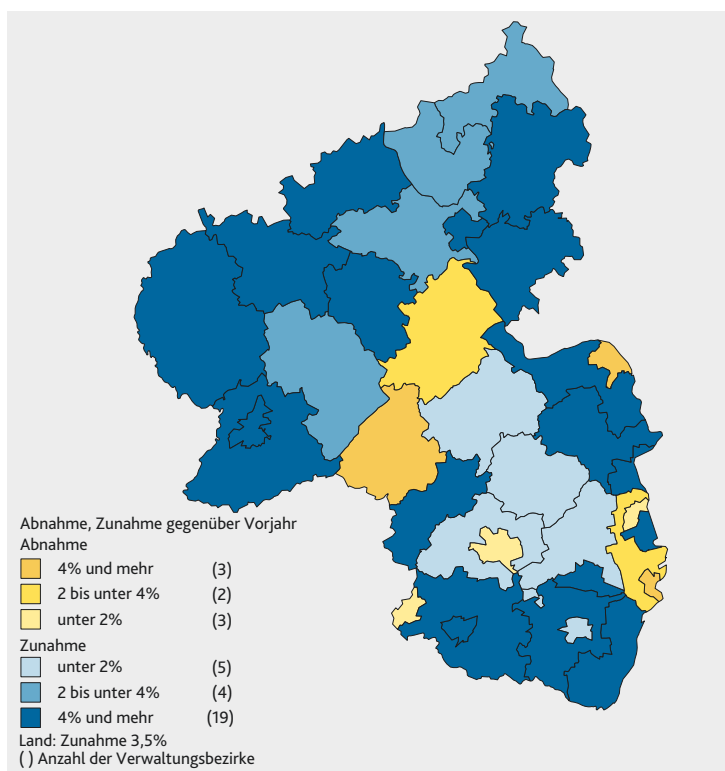 Abnahme, Zunahme gegenüber Vorjahr
Abnahme
4% und mehr (3)
2 bis unter 4% (2)
unter 2% (3)
Zunahme
unter 2% (5)
2 bis unter 4% (4)
4% und mehr (19)
Land: Zunahme 3,5%
( ) Anzahl der Verwaltungsbezirke